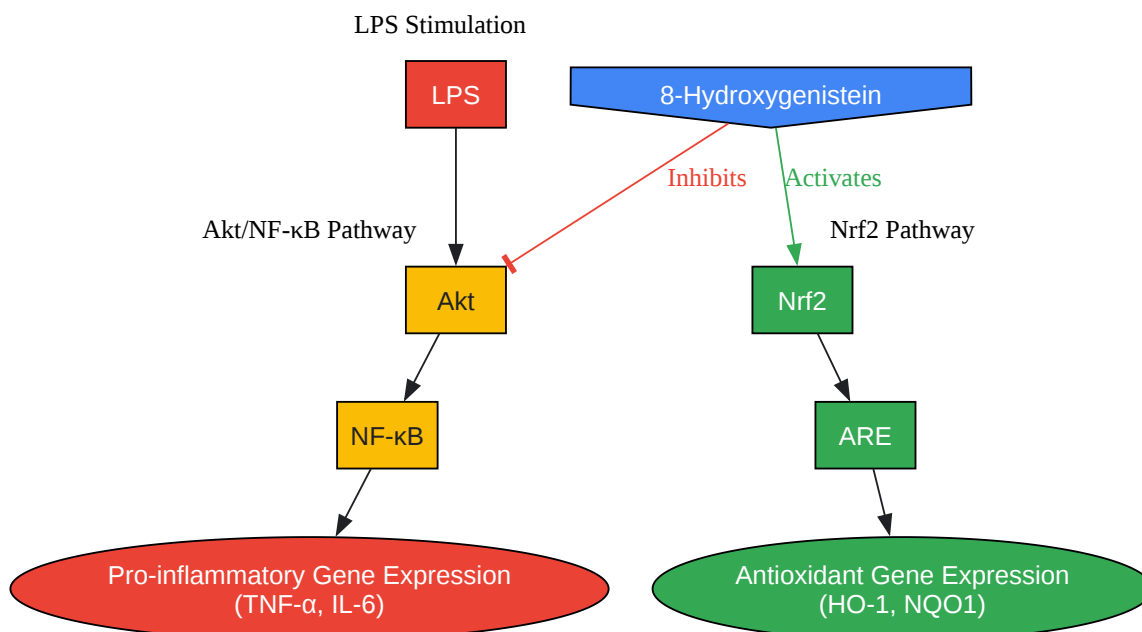 LPS Stimulation
LPS
8-Hydroxygenistein
Inhibits
Activates
Akt/NF-κB Pathway
Nrf2 Pathway
Akt
Nrf2
NF-κB
ARE
Pro-inflammatory Gene Expression
(TNF-α, IL-6)
Antioxidant Gene Expression
(HO-1, NQO1)